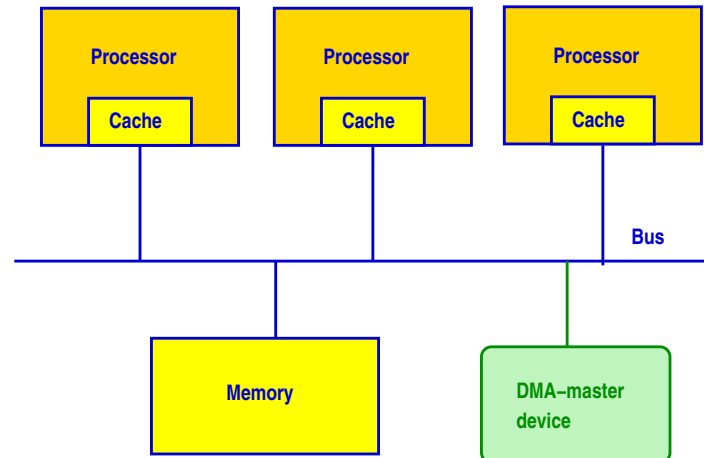 Processor
Processor
Processor
Cache
Cache
Cache
Bus
Memory
DMA–master
device